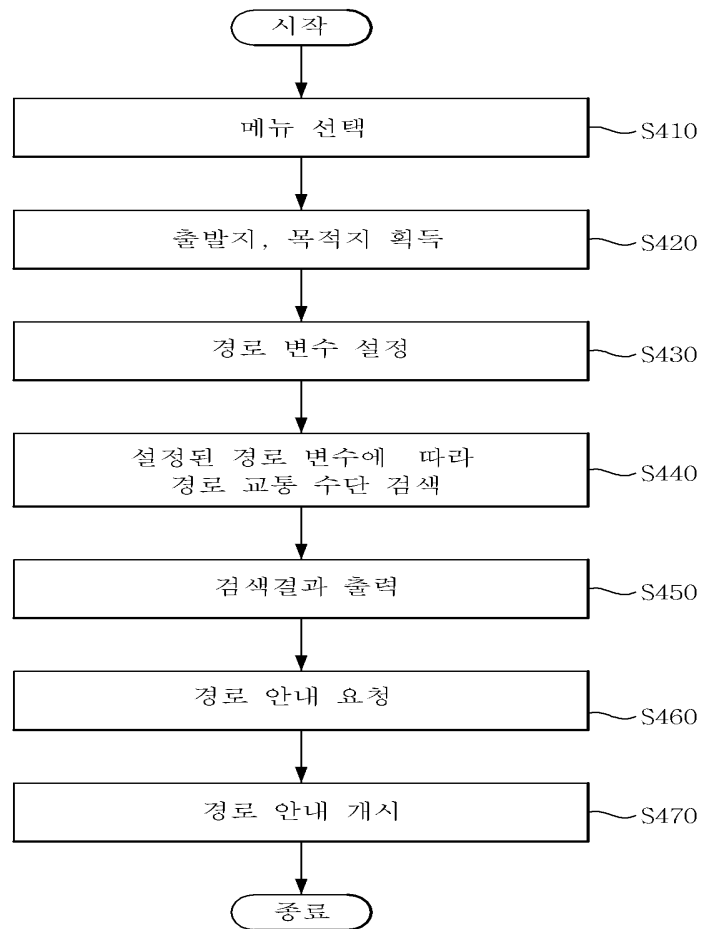 시작
메뉴 선택
S410
출발지, 목적지 획득
S420
경로 변수 설정
S430
설정된 경로 변수에 따라
경로 교통 수단 검색
S440
검색결과 출력
S450
경로 안내 요청
S460
경로 안내 개시
S470
종료